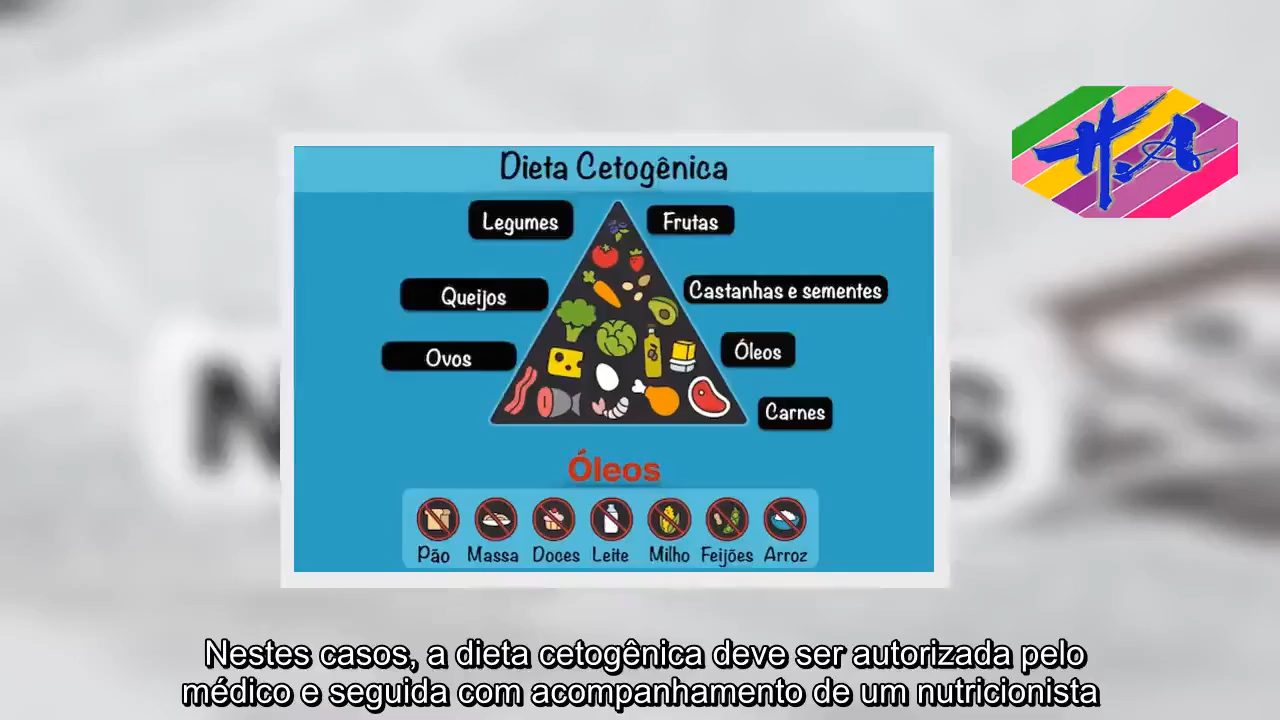 Dieta Cetogênica
Legumes
Frutas
Queijos
Castanhas e sementes
Ovos
Óleos
Carnes
Óleos
Pão Massa Doces Leite Milho Feijões Arroz
H.A
Nestes casos, a dieta cetogênica deve ser autorizada pelo
médico e seguida com acompanhamento de um nutricionista